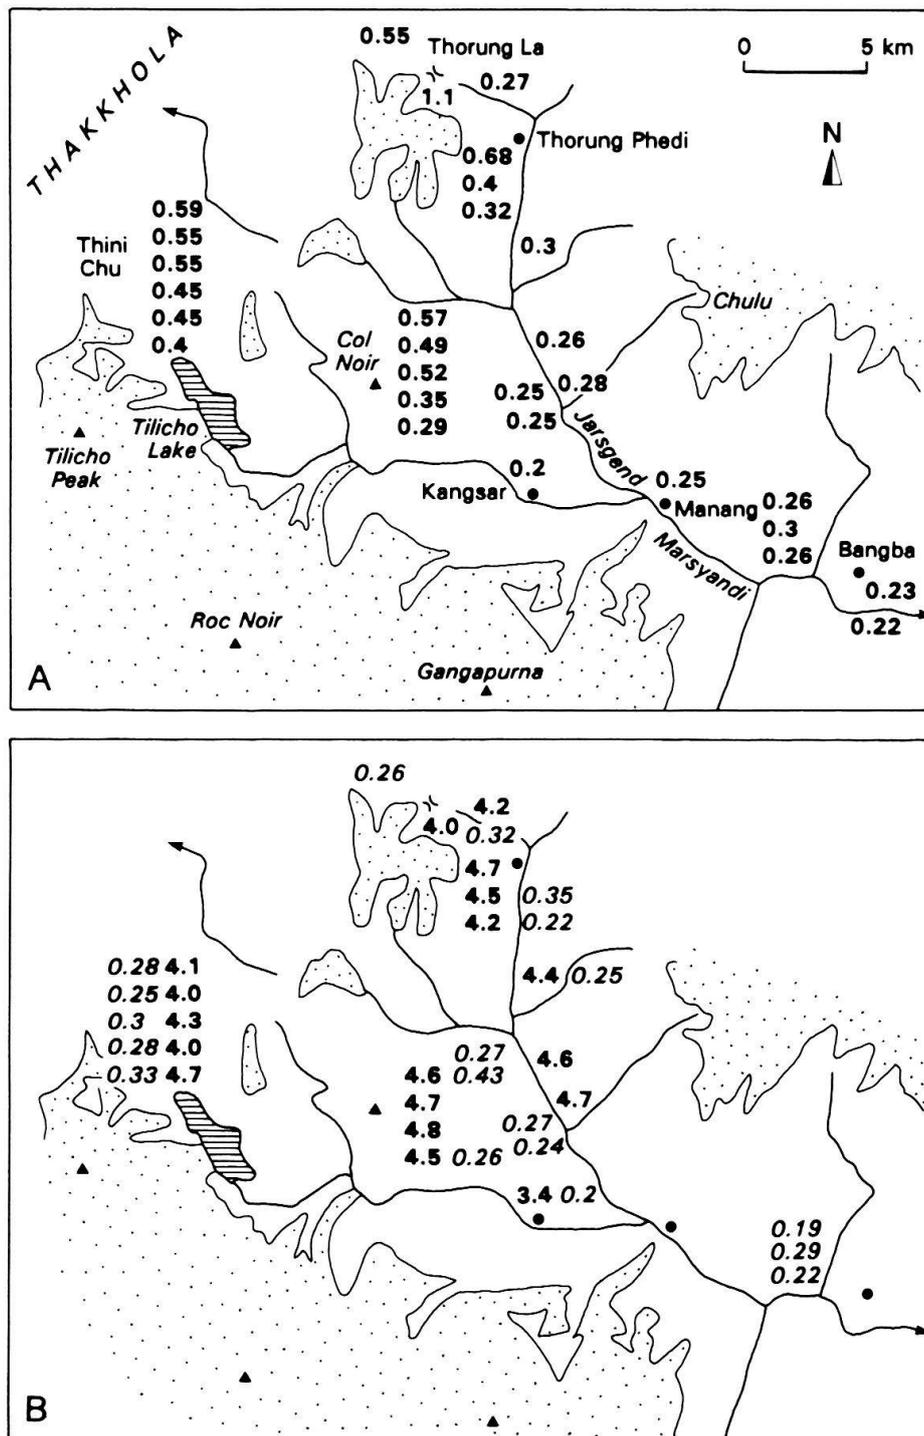 THAKKHOLA
0.55
Thorung La
0 5 km
0.27
1.1
Thorung Phedi
N
0.68
0.4
0.32
0.59
0.55
0.55
0.45
0.45
0.4
Thini
Chu
0.3
Chulu
0.57
0.49
0.52
0.35
0.29
Col
Noir
0.26
0.25
0.28
0.25
Jarsgend
Tilicho
Lake
Tilicho
Peak
0.2
Kangsar
0.25
Manang
0.26
0.3
0.26
Marsyandi
Bangba
0.23
0.22
Roc Noir
Gangapurna
A
0.26
4.2
4.0 0.32
4.7
4.5 0.35
4.2 0.22
4.4 0.25
0.28 4.1
0.25 4.0
0.3 4.3
0.28 4.0
0.33 4.7
0.27
4.6 0.43
4.7
4.8
4.5 0.26
4.6
4.7
0.27
0.24
3.4 0.2
0.19
0.29
0.22
B